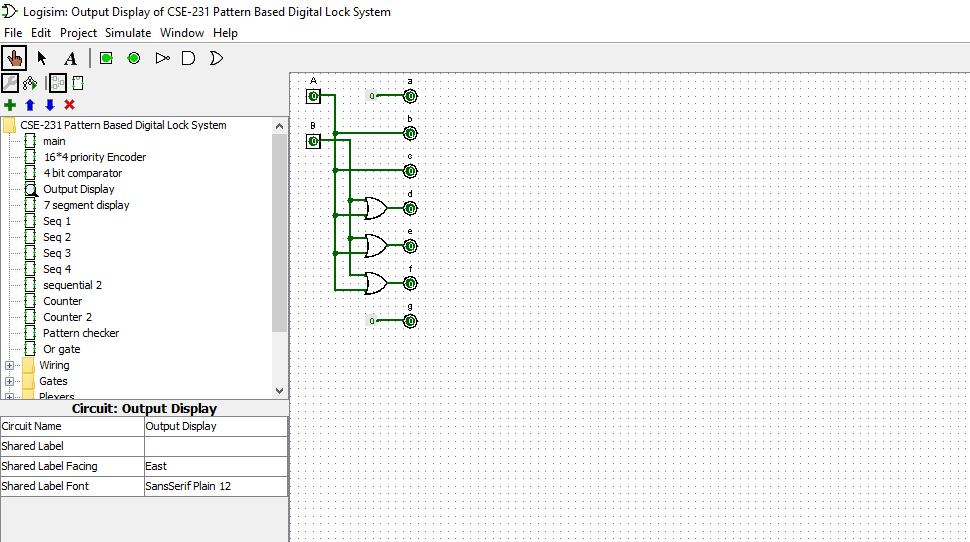 Logisim: Output Display of CSE-231 Pattern Based Digital Lock System
File Edit Project Simulate Window Help
A
CSE-231 Pattern Based Digital Lock System
main
16*4 priority Encoder
4 bit comparator
Output Display
7 segment display
Seq 1
Seq 2
Seq 3
Seq 4
sequential 2
Counter
Counter 2
Pattern checker
Or gate
Wiring
Gates
Plexers
Circuit: Output Display
Circuit Name Output Display
Shared Label
Shared Label Facing East
Shared Label Font SansSerif Plain 12
A a
0 0 0
B b
0 0
c
0
d
0
e
0
f
0
g
0 0